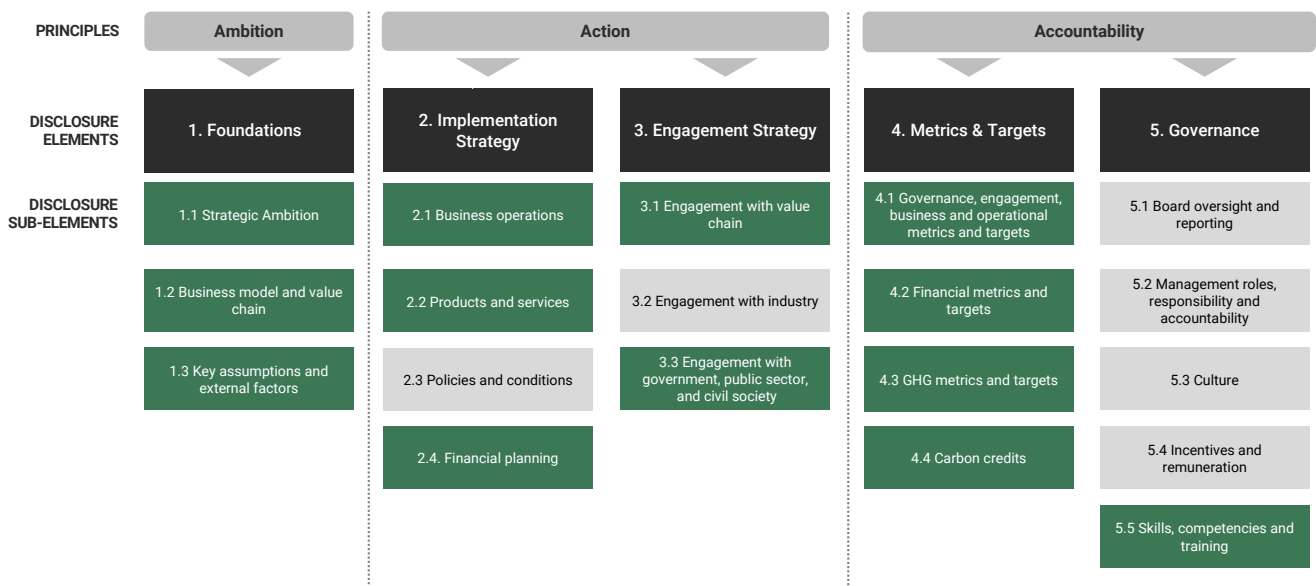 PRINCIPLES
Ambition
Action
Accountability
DISCLOSURE
ELEMENTS
1. Foundations
2. Implementation
Strategy
3. Engagement Strategy
4. Metrics & Targets
5. Governance
DISCLOSURE
SUB-ELEMENTS
1.1 Strategic Ambition
2.1 Business operations
3.1 Engagement with value
chain
4.1 Governance, engagement,
business and operational
metrics and targets
5.1 Board oversight and
reporting
1.2 Business model and value
chain
2.2 Products and services
3.2 Engagement with industry
4.2 Financial metrics and
targets
5.2 Management roles,
responsibility and
accountability
1.3 Key assumptions and
external factors
2.3 Policies and conditions
3.3 Engagement with
government, public sector,
and civil society
4.3 GHG metrics and targets
5.3 Culture
2.4. Financial planning
4.4 Carbon credits
5.4 Incentives and
remuneration
5.5 Skills, competencies and
training